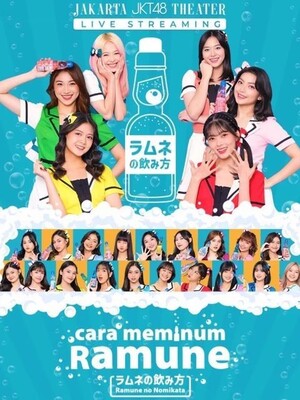 JAKARTA JKT48 THEATER
LIVE STREAMING
ラムネ
の飲み方
cara meminum
Ramune
ラムネの飲み方
Ramune no Nomikata